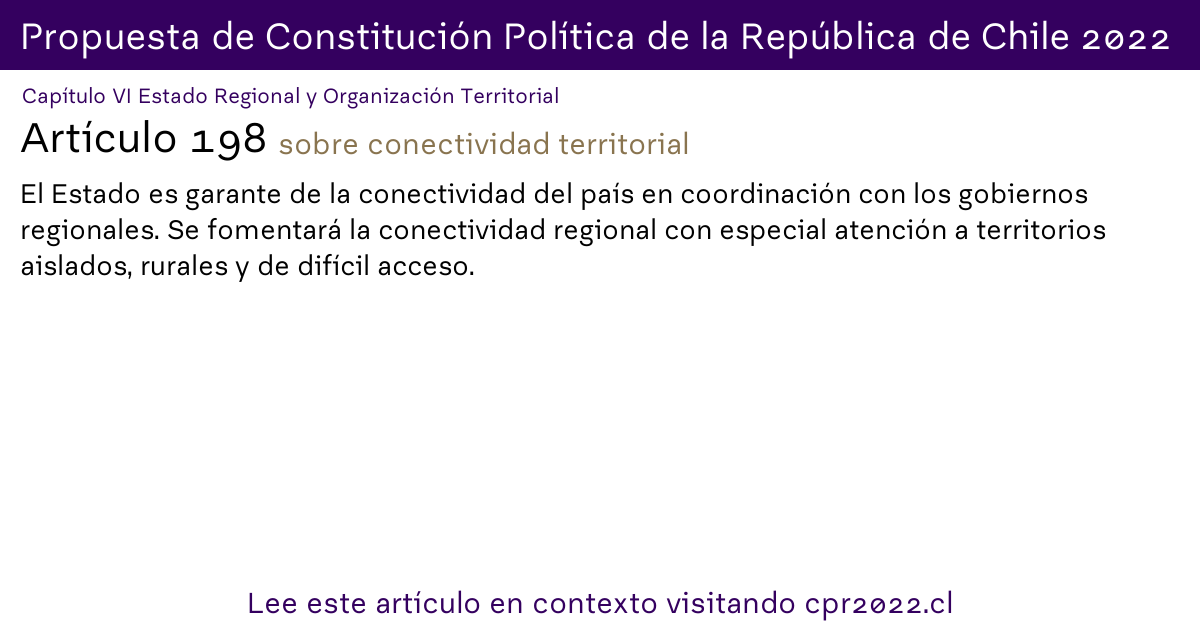 Propuesta de Constitución Política de la República de Chile 2022
Capítulo VI Estado Regional y Organización Territorial
Artículo 198 sobre conectividad territorial
El Estado es garante de la conectividad del país en coordinación con los gobiernos
regionales. Se fomentará la conectividad regional con especial atención a territorios
aislados, rurales y de difícil acceso.
Lee este artículo en contexto visitando cpr2022.cl